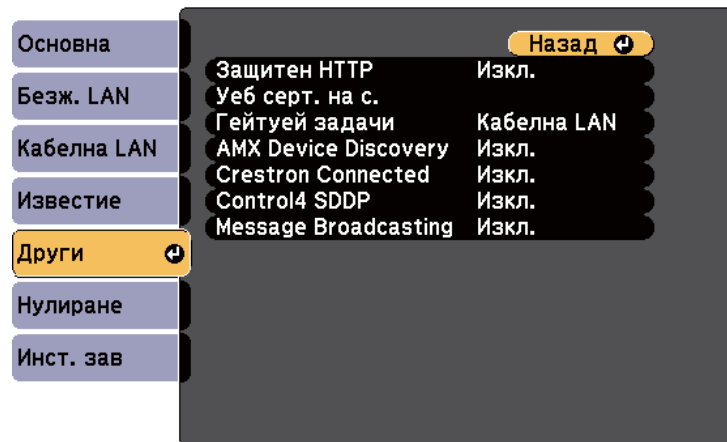 Основна
Безж. LAN
Кабелна LAN
Известие
Други
Нулиране
Инст. зав
Назад
Защитен HTTP Изкл.
Уеб серт. на с.
Гейтуей задачи Кабелна LAN
AMX Device Discovery Изкл.
Crestron Connected Изкл.
Control4 SDDP Изкл.
Message Broadcasting Изкл.